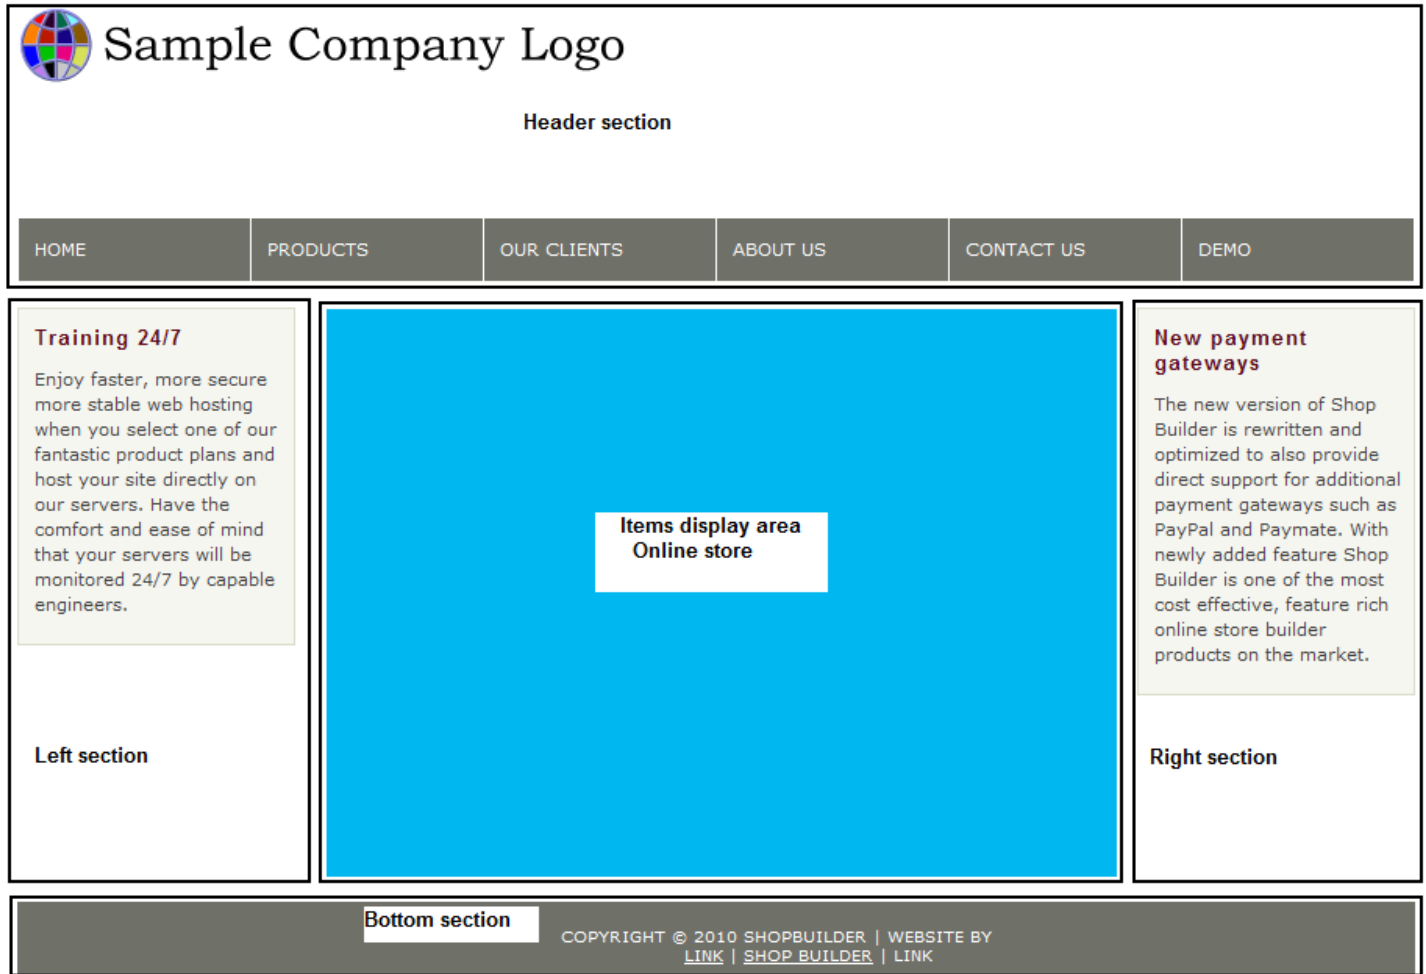 Sample Company Logo
Header section
HOME
PRODUCTS
OUR CLIENTS
ABOUT US
CONTACT US
DEMO
Training 24/7
Enjoy faster, more secure
more stable web hosting
when you select one of our
fantastic product plans and
host your site directly on
our servers. Have the
comfort and ease of mind
that your servers will be
monitored 24/7 by capable
engineers.
Left section
Items display area
Online store
New payment
gateways
The new version of Shop
Builder is rewritten and
optimized to also provide
direct support for additional
payment gateways such as
PayPal and Paymate. With
newly added feature Shop
Builder is one of the most
cost effective, feature rich
online store builder
products on the market.
Right section
Bottom section
COPYRIGHT © 2010 SHOPBUILDER | WEBSITE BY
LINK | SHOP BUILDER | LINK